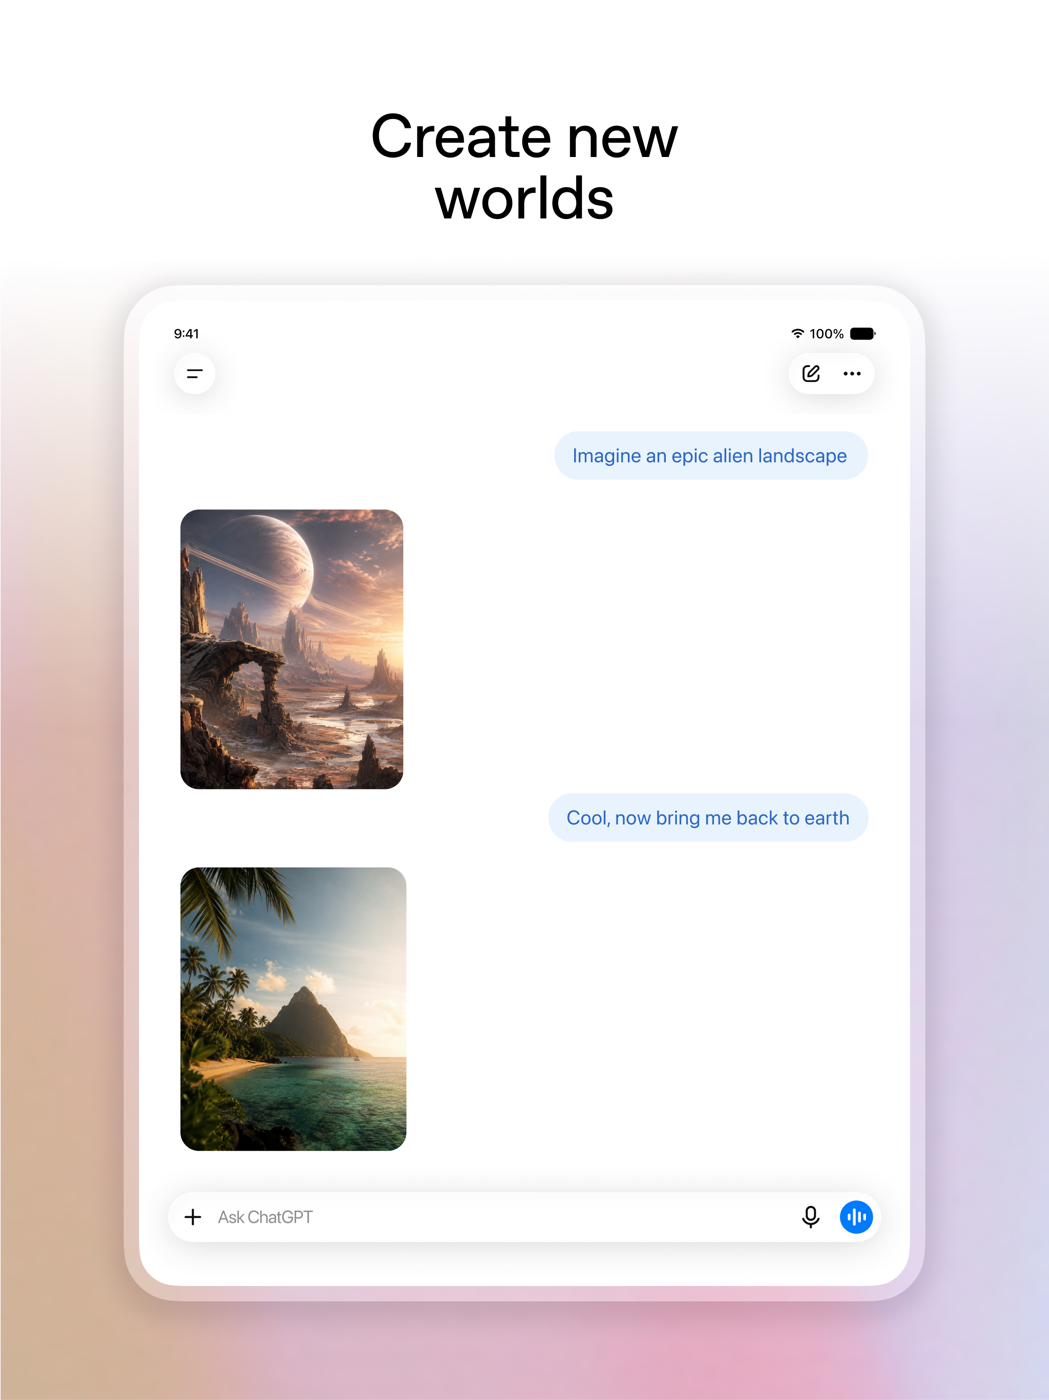 Create new
worlds
9:41
100%
Imagine an epic alien landscape
Cool, now bring me back to earth
Ask ChatGPT